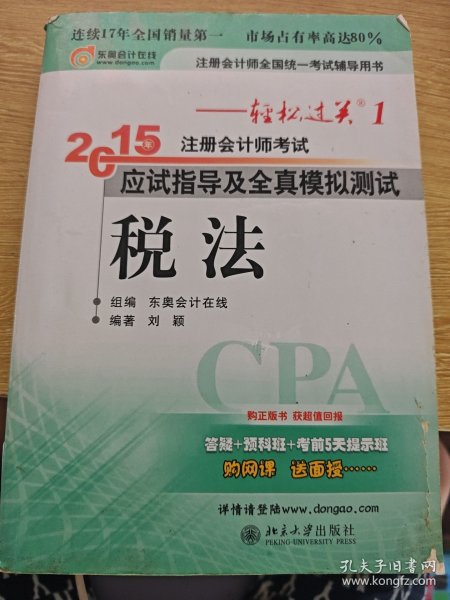 连续17年全国销量第一 市场占有率高达80%
东奥会计在线
www.dongao.com
注册会计师全国统一考试辅导用书
——轻松过关®1
2015年 注册会计师考试
应试指导及全真模拟测试
税法
组编 东奥会计在线
编著 刘颖
CPA
购正版书 获超值回报
答疑+预科班+考前5天提示班
购网课 送面授……
详情请登陆www.dongao.com
北京大学出版社
PEKING UNIVERSITY PRESS
孔夫子旧书网
www.kongfz.com